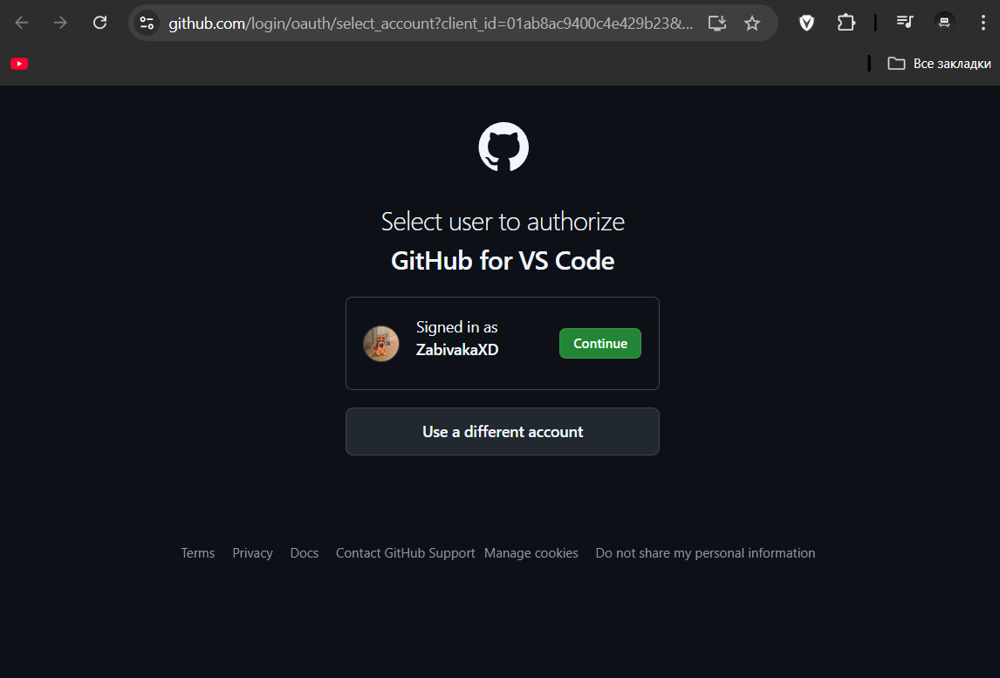 github.com/login/oauth/select_account?client_id=01ab8ac9400c4e429b23&...
Все закладки
Select user to authorize
GitHub for VS Code
Signed in as
ZabivakaXD
Continue
Use a different account
Terms Privacy Docs Contact GitHub Support Manage cookies Do not share my personal information